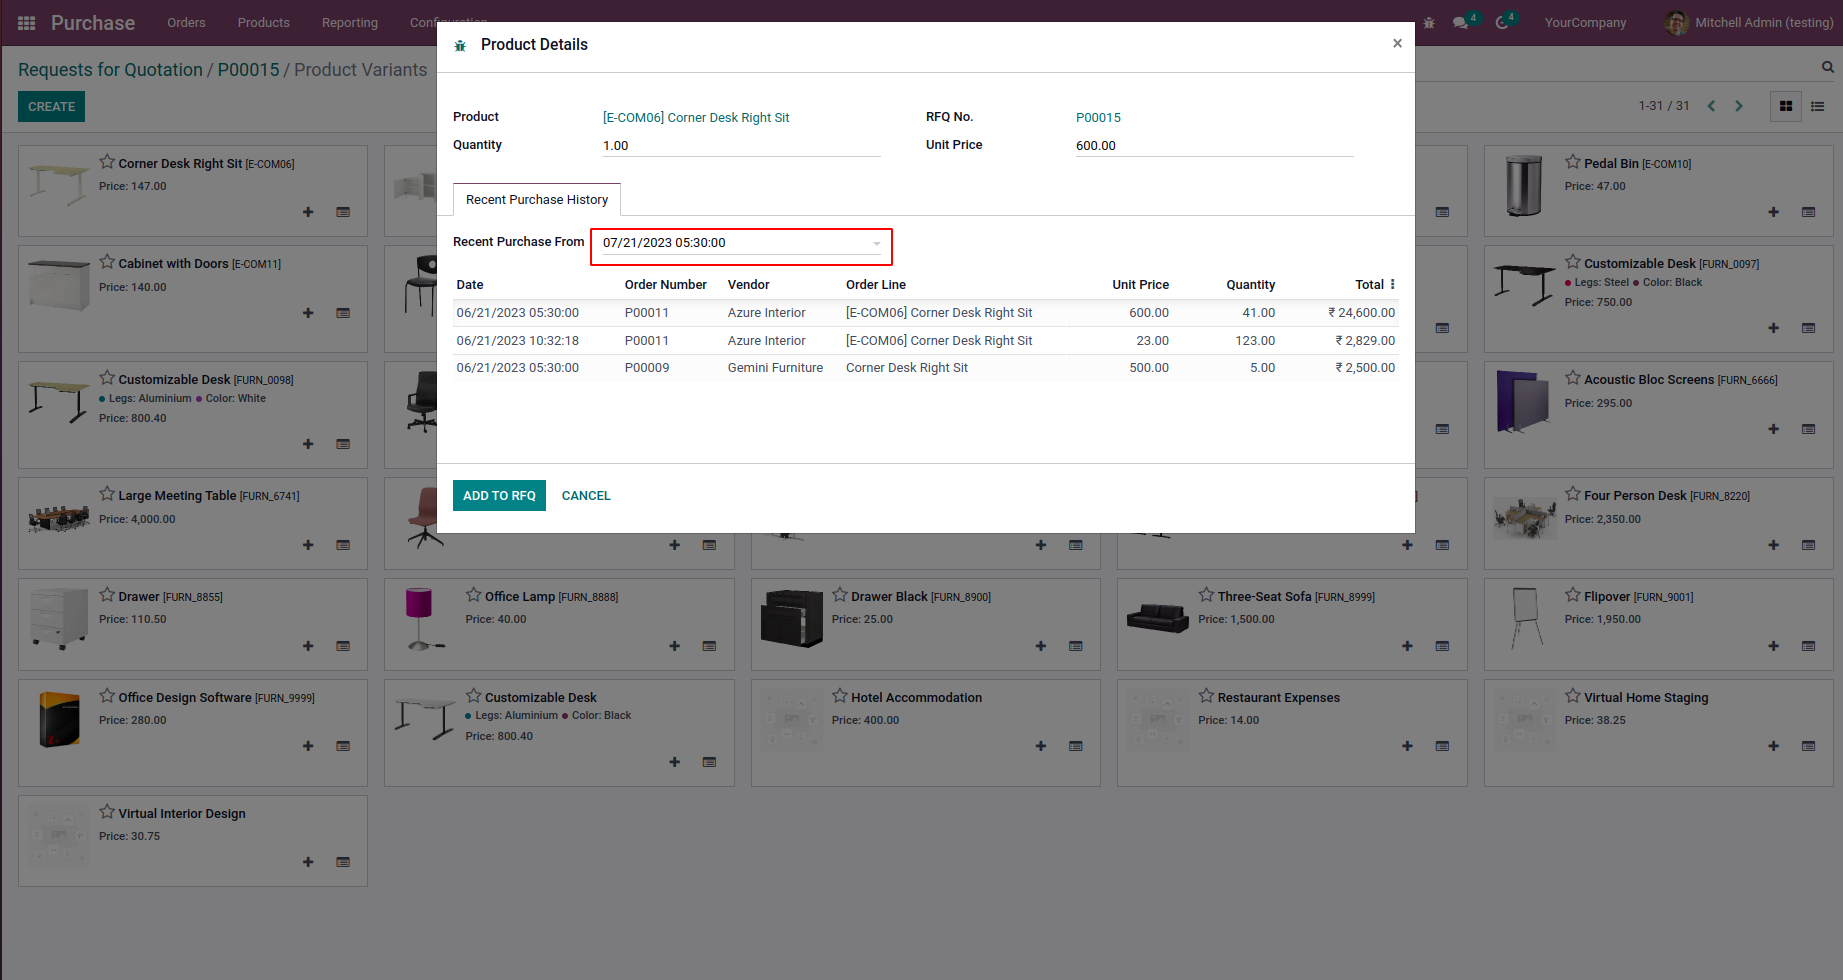 Purchase
Orders
Products
Reporting
4
4
YourCompany
Mitchell Admin (testing)
Requests for Quotation / P00015 / Product Variants
CREATE
1-31 / 31
Product Details
×
Product
[E-COM06] Corner Desk Right Sit
RFQ No.
P00015
Quantity
1.00
Unit Price
600.00
Recent Purchase History
Recent Purchase From
07/21/2023 05:30:00
Date Order Number Vendor Order Line Unit Price Quantity Total
06/21/2023 05:30:00 P00011 Azure Interior [E-COM06] Corner Desk Right Sit 600.00 41.00 ₹ 24,600.00
06/21/2023 10:32:18 P00011 Azure Interior [E-COM06] Corner Desk Right Sit 23.00 123.00 ₹ 2,829.00
06/21/2023 05:30:00 P00009 Gemini Furniture Corner Desk Right Sit 500.00 5.00 ₹ 2,500.00
ADD TO RFQ
CANCEL
Corner Desk Right Sit [E-COM06]
Price: 147.00
Pedal Bin [E-COM10]
Price: 47.00
Cabinet with Doors [E-COM11]
Price: 140.00
Customizable Desk [FURN_0097]
Legs: Steel Color: Black
Price: 750.00
Customizable Desk [FURN_0098]
Legs: Aluminium Color: White
Price: 800.40
Acoustic Bloc Screens [FURN_6666]
Price: 295.00
Large Meeting Table [FURN_6741]
Price: 4,000.00
Four Person Desk [FURN_8220]
Price: 2,350.00
Drawer [FURN_8855]
Price: 110.50
Office Lamp [FURN_8888]
Price: 40.00
Drawer Black [FURN_8900]
Price: 25.00
Three-Seat Sofa [FURN_8999]
Price: 1,500.00
Flipover [FURN_9001]
Price: 1,950.00
Office Design Software [FURN_9999]
Price: 280.00
Customizable Desk
Legs: Aluminium Color: Black
Price: 800.40
Hotel Accommodation
Price: 400.00
Restaurant Expenses
Price: 14.00
Virtual Home Staging
Price: 38.25
Virtual Interior Design
Price: 30.75